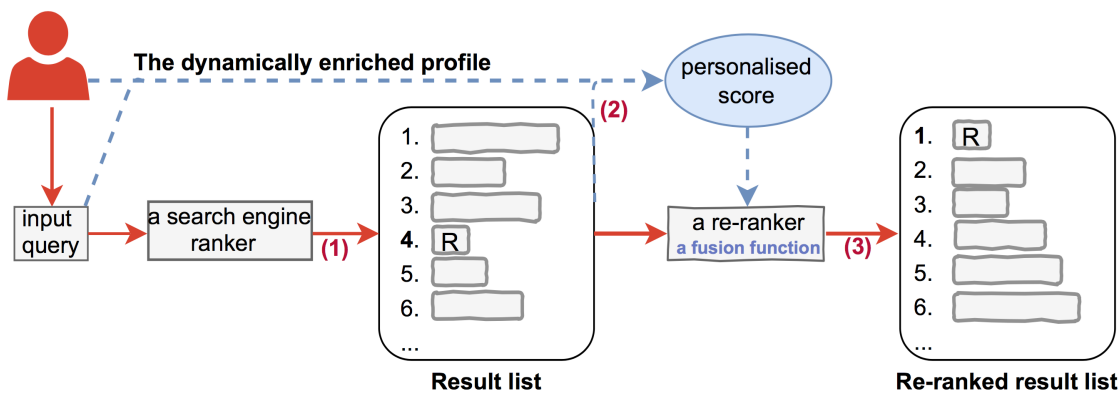 The dynamically enriched profile
personalised
score
input
query
a search engine
ranker
(1)
1.
2.
3.
4. R
5.
6.
...
Result list
(2)
a re-ranker
a fusion function
(3)
1. R
2.
3.
4.
5.
6.
...
Re-ranked result list